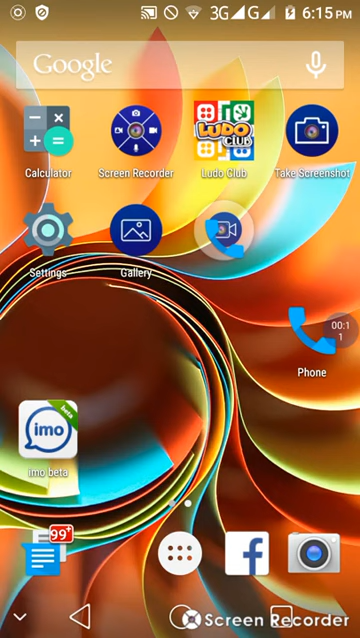 3G G 6:15 PM
Google
LUDO
CLUB
Calculator
Screen Recorder
Ludo Club
Take Screenshot
Settings
Gallery
00:1
1
Phone
beta
imo
imo beta
99+
Screen Recorder